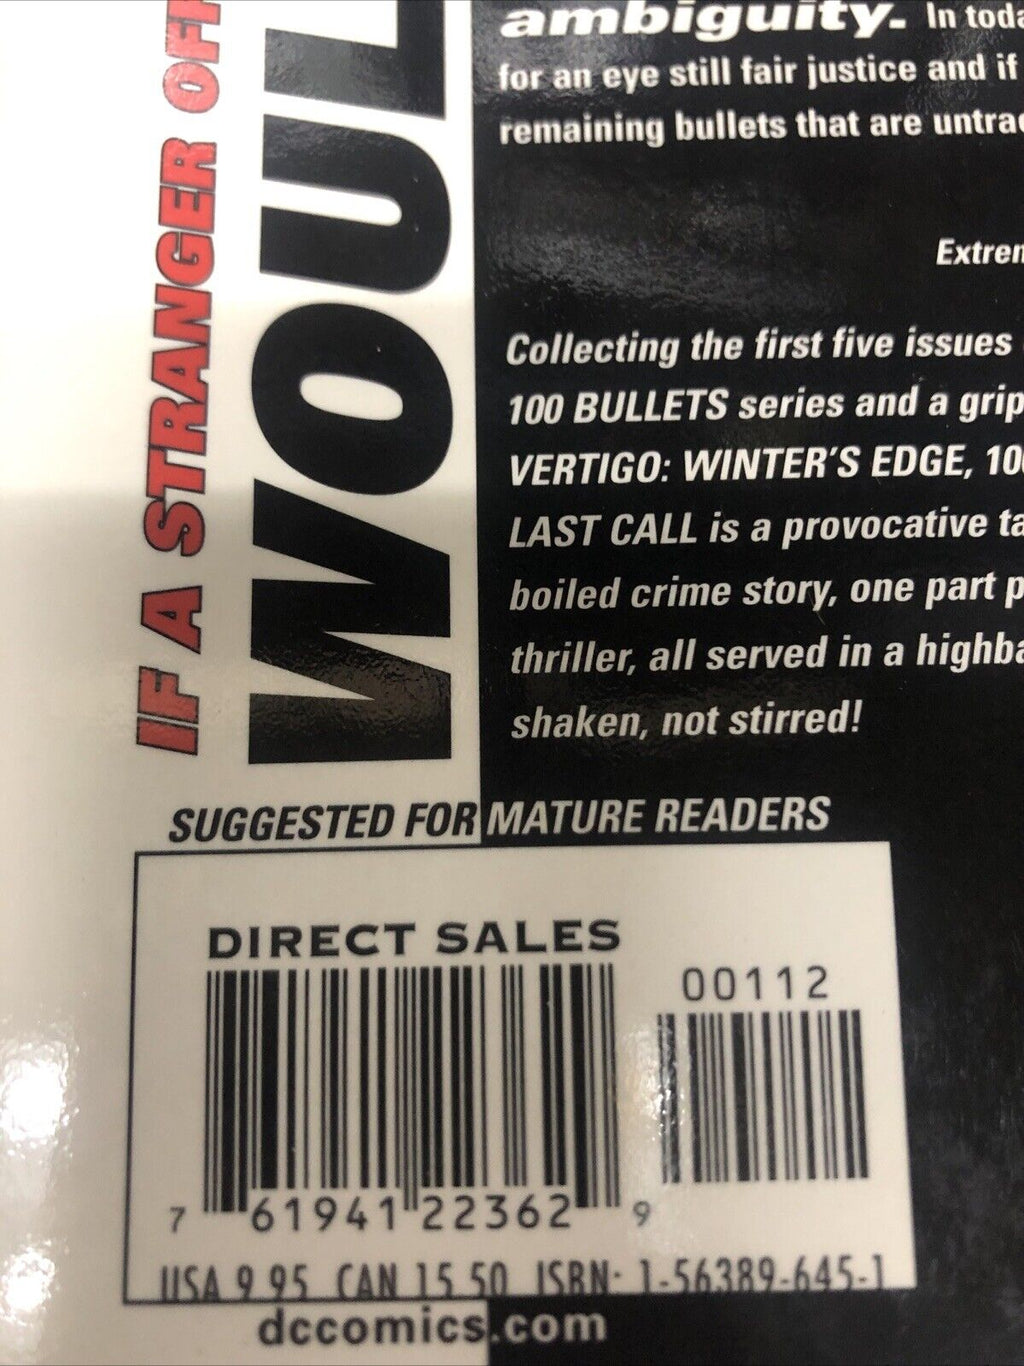 IF A STRANGER OFF
WOUL
ambiguity. In toda
for an eye still fair justice and if
remaining bullets that are untrac
Extrem
Collecting the first five issues
100 BULLETS series and a grip
VERTIGO: WINTER'S EDGE, 100
LAST CALL is a provocative ta
boiled crime story, one part p
thriller, all served in a highba
shaken, not stirred!
SUGGESTED FOR MATURE READERS
DIRECT SALES
00112
7 61941 22362 9
USA 9.95 CAN 15.50 ISBN: 1-56389-645-1
dccomics.com